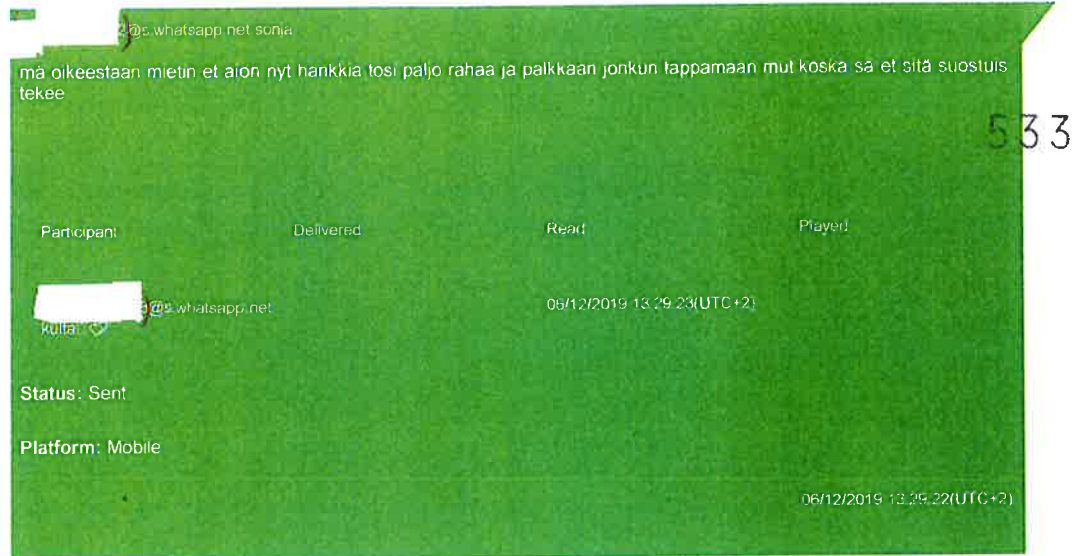 @s.whatsapp.net sonja
mä oikeestaan mietin et aion nyt hankkia tosi paljo rahaa ja palkkaan jonkun tappamaan mut koska sä et sitä suostuis
tekee
533
Participant Delivered Read Played
@s.whatsapp.net 06/12/2019 13:29:23(UTC+2)
kulta!
Status: Sent
Platform: Mobile
06/12/2019 13:29:22(UTC+2)